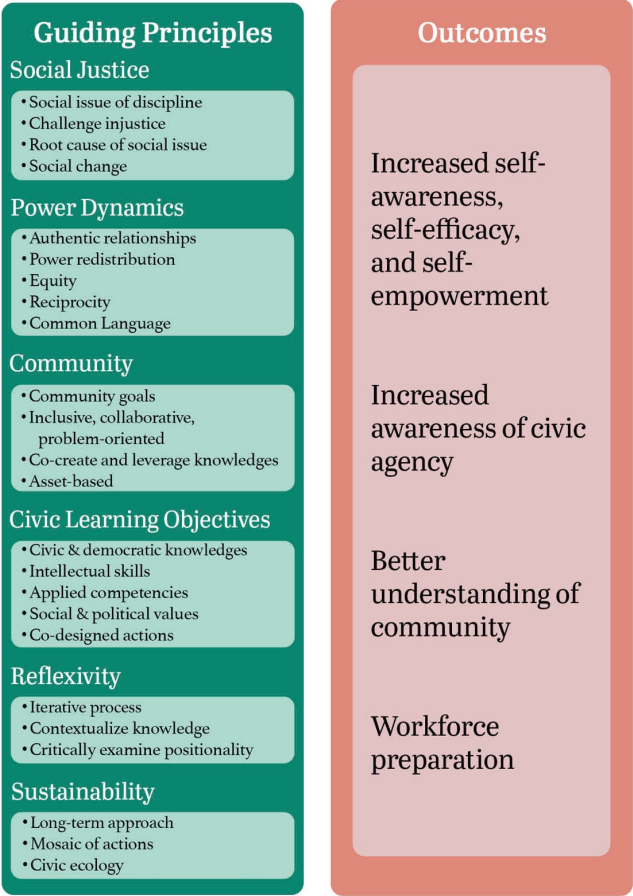 Guiding Principles
Social Justice
• Social issue of discipline
• Challenge injustice
• Root cause of social issue
• Social change
Power Dynamics
• Authentic relationships
• Power redistribution
• Equity
• Reciprocity
• Common Language
Community
• Community goals
• Inclusive, collaborative,
problem-oriented
• Co-create and leverage knowledges
• Asset-based
Civic Learning Objectives
• Civic & democratic knowledges
• Intellectual skills
• Applied competencies
• Social & political values
• Co-designed actions
Reflexivity
• Iterative process
• Contextualize knowledge
• Critically examine positionality
Sustainability
• Long-term approach
• Mosaic of actions
• Civic ecology
Outcomes
Increased self-
awareness,
self-efficacy,
and self-
empowerment
Increased
awareness of civic
agency
Better
understanding of
community
Workforce
preparation